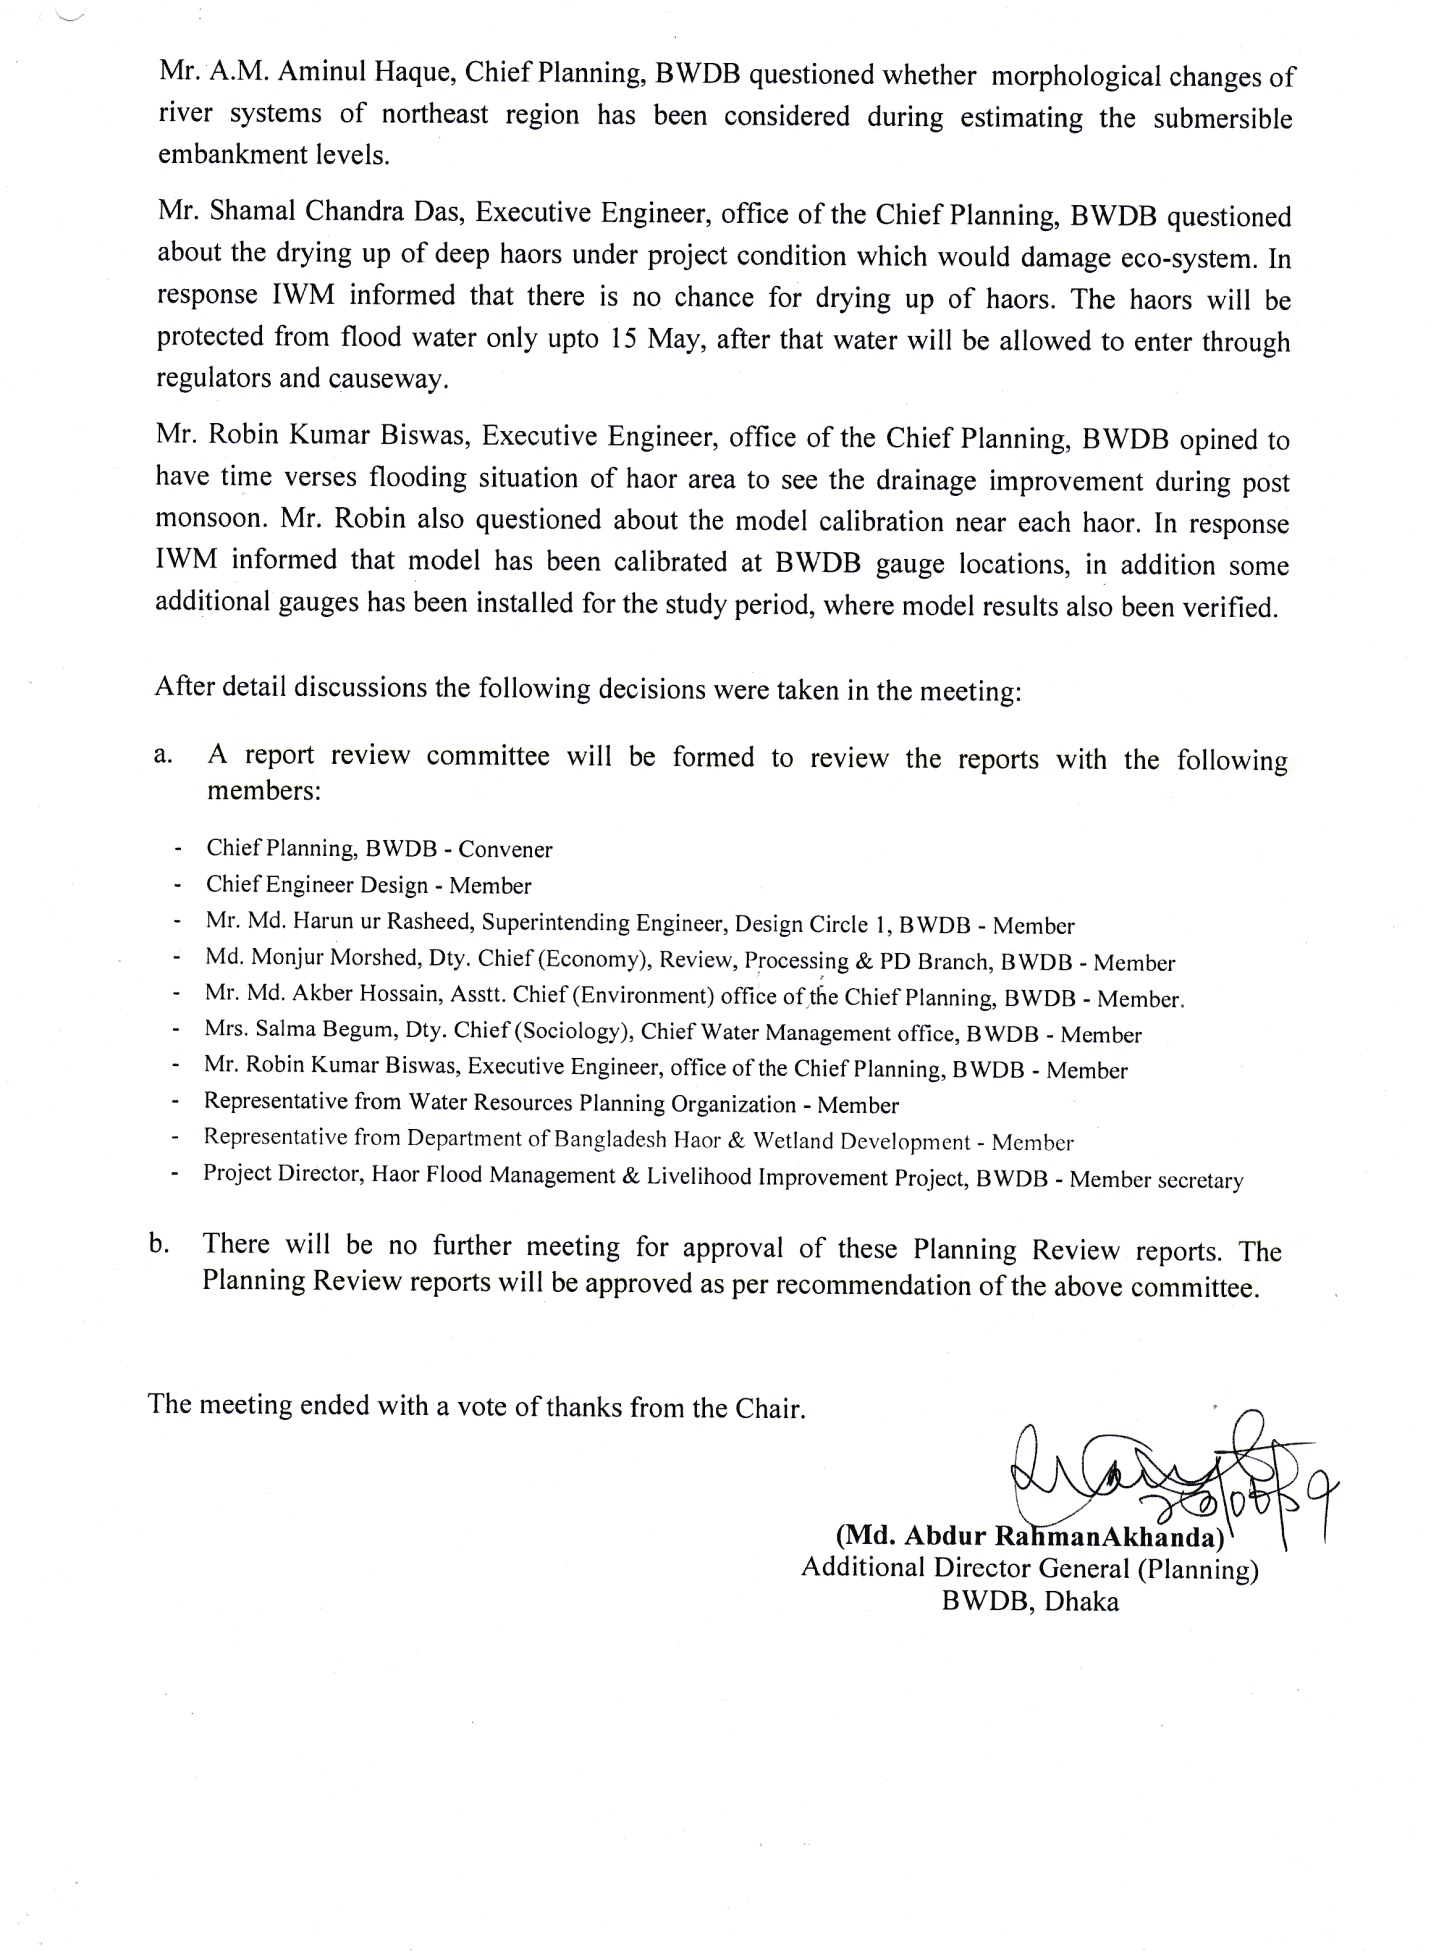 Mr. A.M. Aminul Haque, Chief Planning, BWDB questioned whether morphological changes of
river systems of northeast region has been considered during estimating the submersible
embankment levels.
Mr. Shamal Chandra Das, Executive Engineer, office of the Chief Planning, BWDB questioned
about the drying up of deep haors under project condition which would damage eco-system. In
response IWM informed that there is no chance for drying up of haors. The haors will be
protected from flood water only upto 15 May, after that water will be allowed to enter through
regulators and causeway.
Mr. Robin Kumar Biswas, Executive Engineer, office of the Chief Planning, BWDB opined to
have time verses flooding situation of haor area to see the drainage improvement during post
monsoon. Mr. Robin also questioned about the model calibration near each haor. In response
IWM informed that model has been calibrated at BWDB gauge locations, in addition some
additional gauges has been installed for the study period, where model results also been verified.
After detail discussions the following decisions were taken in the meeting:
a. A report review committee will be formed to review the reports with the following
members:
- Chief Planning, BWDB - Convener
- Chief Engineer Design - Member
- Mr. Md. Harun ur Rasheed, Superintending Engineer, Design Circle 1, BWDB - Member
- Md. Monjur Morshed, Dty. Chief (Economy), Review, Processing & PD Branch, BWDB - Member
- Mr. Md. Akber Hossain, Asstt. Chief (Environment) office of the Chief Planning, BWDB - Member.
- Mrs. Salma Begum, Dty. Chief (Sociology), Chief Water Management office, BWDB - Member
- Mr. Robin Kumar Biswas, Executive Engineer, office of the Chief Planning, BWDB - Member
- Representative from Water Resources Planning Organization - Member
- Representative from Department of Bangladesh Haor & Wetland Development - Member
- Project Director, Haor Flood Management & Livelihood Improvement Project, BWDB - Member secretary
b. There will be no further meeting for approval of these Planning Review reports. The
Planning Review reports will be approved as per recommendation of the above committee.
The meeting ended with a vote of thanks from the Chair.
(Md. Abdur RahmanAkhanda)
Additional Director General (Planning)
BWDB, Dhaka